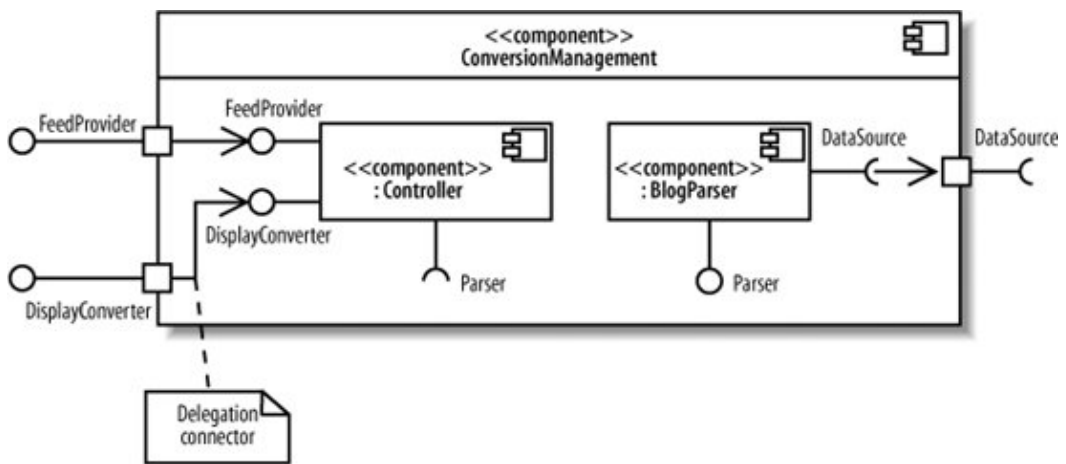 <<component>>
ConversionManagement
FeedProvider
FeedProvider
DataSource
DataSource
<<component>>
: Controller
<<component>>
: BlogParser
DisplayConverter
Parser
Parser
DisplayConverter
Delegation
connector